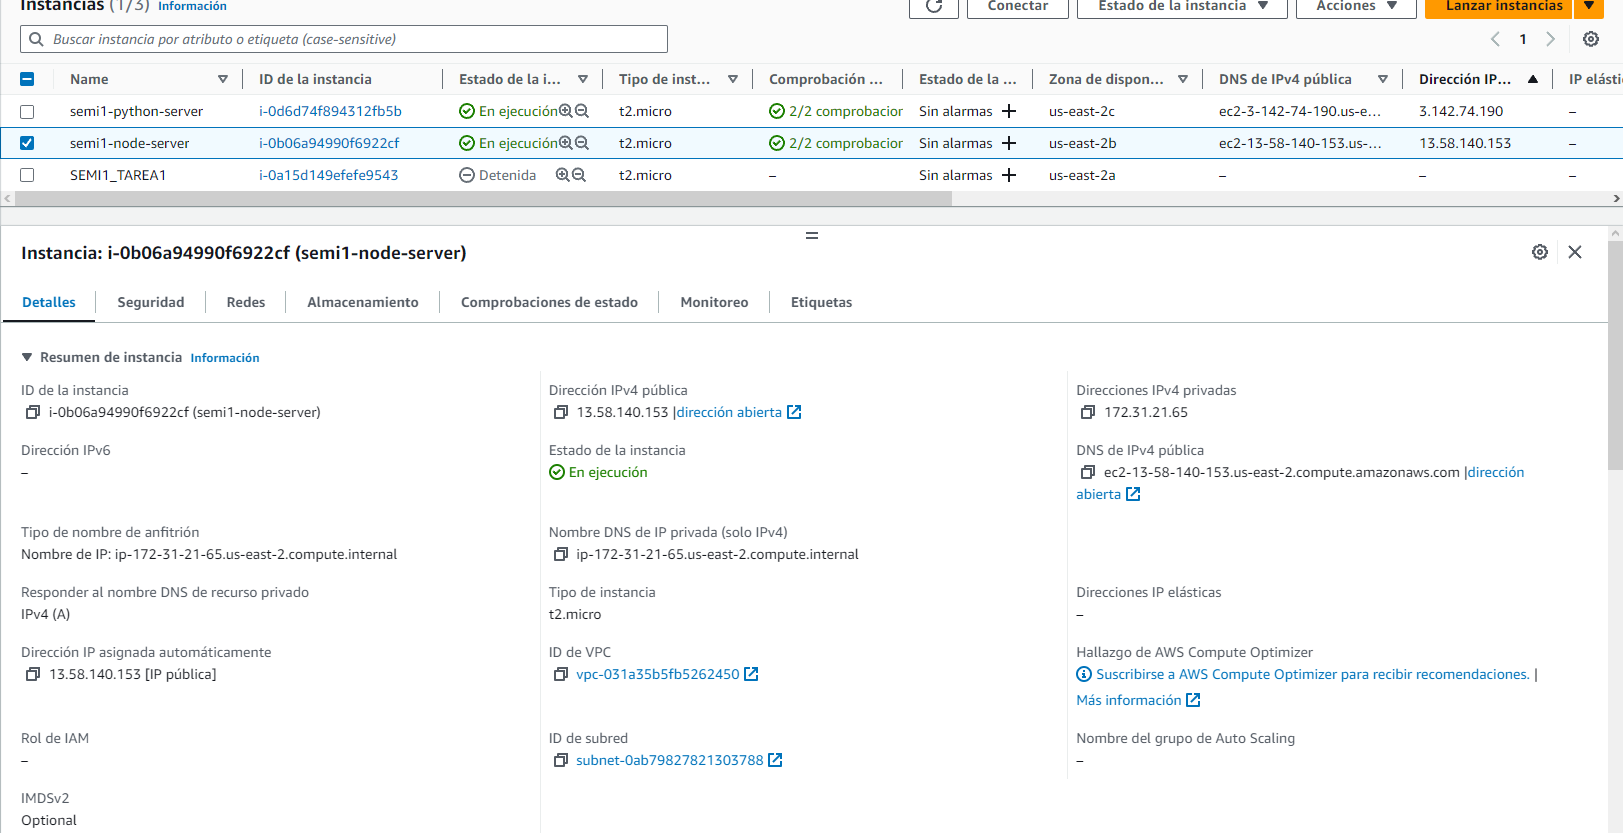 Instancias (1/3) Información
Conectar Estado de la instancia Acciones Lanzar instancias
Buscar instancia por atributo o etiqueta (case-sensitive) 1
Name ID de la instancia Estado de la i... Tipo de inst... Comprobación ... Estado de la ... Zona de dispon... DNS de IPv4 pública Dirección IP... IP elásti
semi1-python-server i-0d6d74f894312fb5b En ejecución t2.micro 2/2 comprobacior Sin alarmas us-east-2c ec2-3-142-74-190.us-e... 3.142.74.190 –
semi1-node-server i-0b06a94990f6922cf En ejecución t2.micro 2/2 comprobacior Sin alarmas us-east-2b ec2-13-58-140-153.us-... 13.58.140.153 –
SEMI1_TAREA1 i-0a15d149efefe9543 Detenida t2.micro – Sin alarmas us-east-2a – – –
Instancia: i-0b06a94990f6922cf (semi1-node-server)
Detalles Seguridad Redes Almacenamiento Comprobaciones de estado Monitoreo Etiquetas
Resumen de instancia Información
ID de la instancia
i-0b06a94990f6922cf (semi1-node-server)
Dirección IPv4 pública
13.58.140.153 |dirección abierta
Direcciones IPv4 privadas
172.31.21.65
Dirección IPv6
–
Estado de la instancia
En ejecución
DNS de IPv4 pública
ec2-13-58-140-153.us-east-2.compute.amazonaws.com |dirección
abierta
Tipo de nombre de anfitrión
Nombre de IP: ip-172-31-21-65.us-east-2.compute.internal
Nombre DNS de IP privada (solo IPv4)
ip-172-31-21-65.us-east-2.compute.internal
Responder al nombre DNS de recurso privado
IPv4 (A)
Tipo de instancia
t2.micro
Direcciones IP elásticas
–
Dirección IP asignada automáticamente
13.58.140.153 [IP pública]
ID de VPC
vpc-031a35b5fb5262450
Hallazgo de AWS Compute Optimizer
Suscribirse a AWS Compute Optimizer para recibir recomendaciones. |
Más información
Rol de IAM
–
ID de subred
subnet-0ab79827821303788
Nombre del grupo de Auto Scaling
–
IMDSv2
Optional